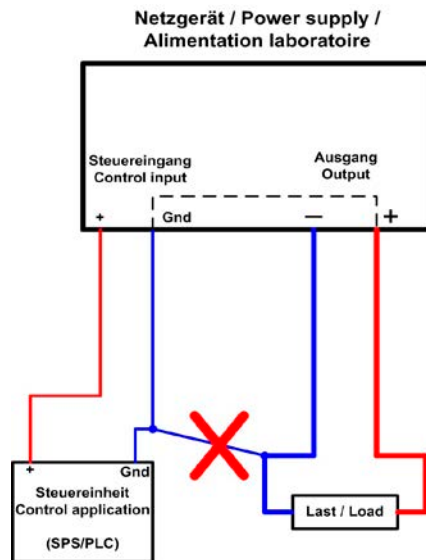 Netzgerät / Power supply /
Alimentation laboratoire
Steuereingang
Control input
Ausgang
Output
+
Gnd
—
+
+
Gnd
Steuereinheit
Control application
(SPS/PLC)
Last / Load